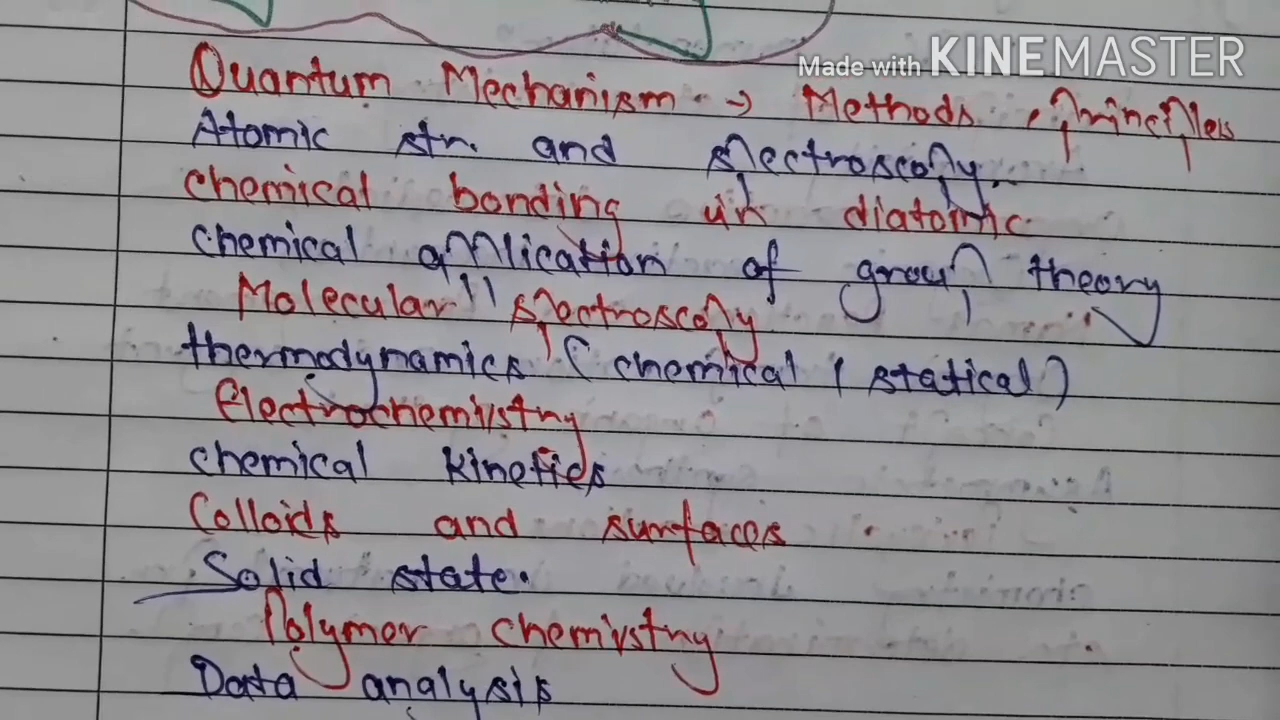 Made with KINEMASTER
Quantum Mechanism → Methods, principles
Atomic str. and spectroscopy.
chemical bonding in diatomic
chemical application of group theory
Molecular spectroscopy
thermodynamics (chemical / statical)
Electrochemistry
chemical kinetics
Colloids and surfaces
Solid state.
Polymer chemistry
Data analysis